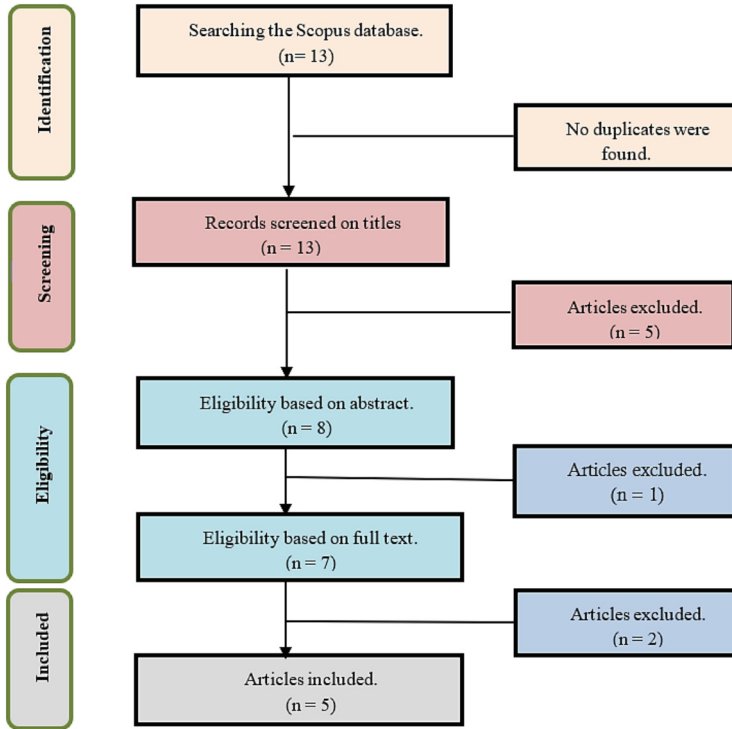 Identification
Searching the Scopus database.
(n= 13)
No duplicates were
found.
Screening
Records screened on titles
(n = 13)
Articles excluded.
(n = 5)
Eligibility
Eligibility based on abstract.
(n = 8)
Articles excluded.
(n = 1)
Eligibility based on full text.
(n = 7)
Included
Articles excluded.
(n = 2)
Articles included.
(n = 5)